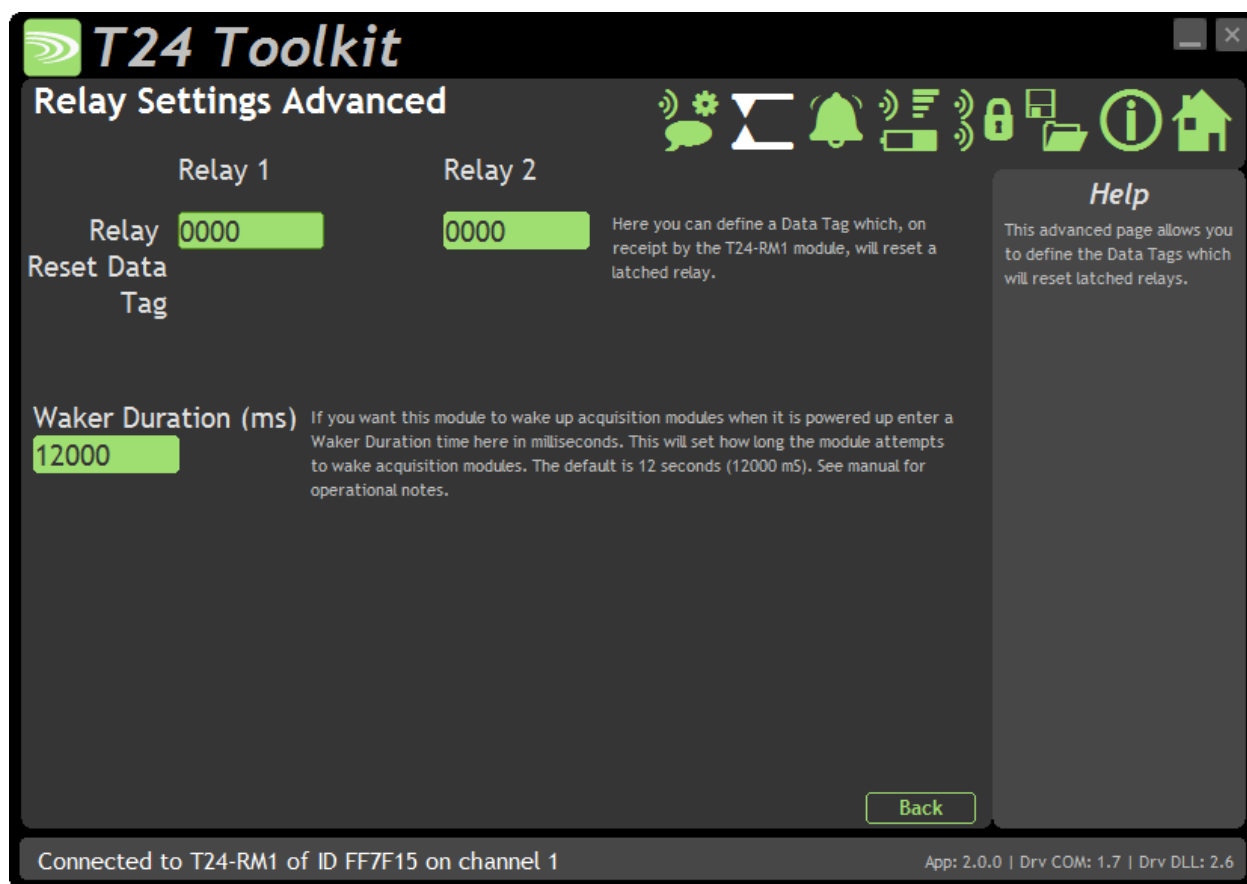 T24 Toolkit
Relay Settings Advanced
Relay 1
Relay 2
Relay
Reset Data
Tag
0000
0000
Here you can define a Data Tag which, on
receipt by the T24-RM1 module, will reset a
latched relay.
Help
This advanced page allows you
to define the Data Tags which
will reset latched relays.
Waker Duration (ms)
12000
If you want this module to wake up acquisition modules when it is powered up enter a
Waker Duration time here in milliseconds. This will set how long the module attempts
to wake acquisition modules. The default is 12 seconds (12000 mS). See manual for
operational notes.
Back
Connected to T24-RM1 of ID FF7F15 on channel 1
App: 2.0.0 | Drv COM: 1.7 | Drv DLL: 2.6